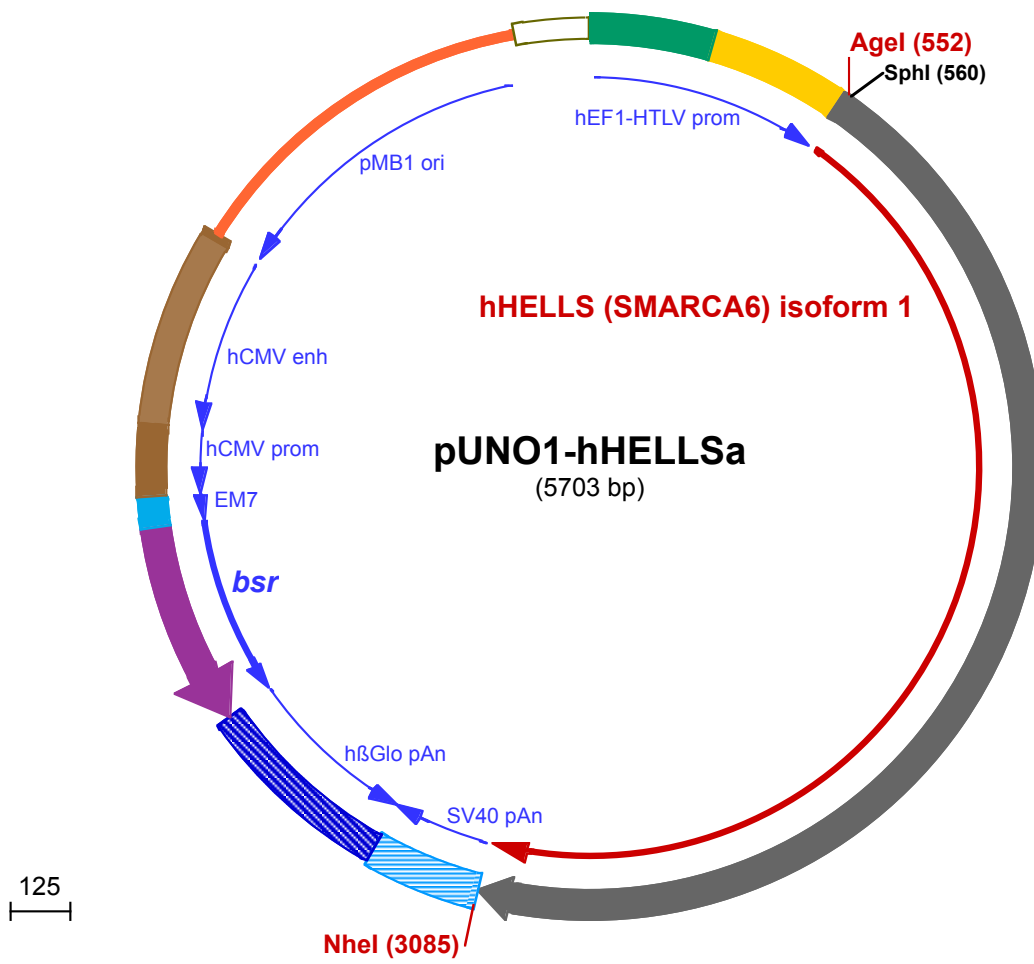 AgeI (552)
SphI (560)
hEF1-HTLV prom
pMB1 ori
hHELLS (SMARCA6) isoform 1
hCMV enh
hCMV prom
pUNO1-hHELLSa
(5703 bp)
EM7
bsr
hßGlo pAn
SV40 pAn
125
NheI (3085)